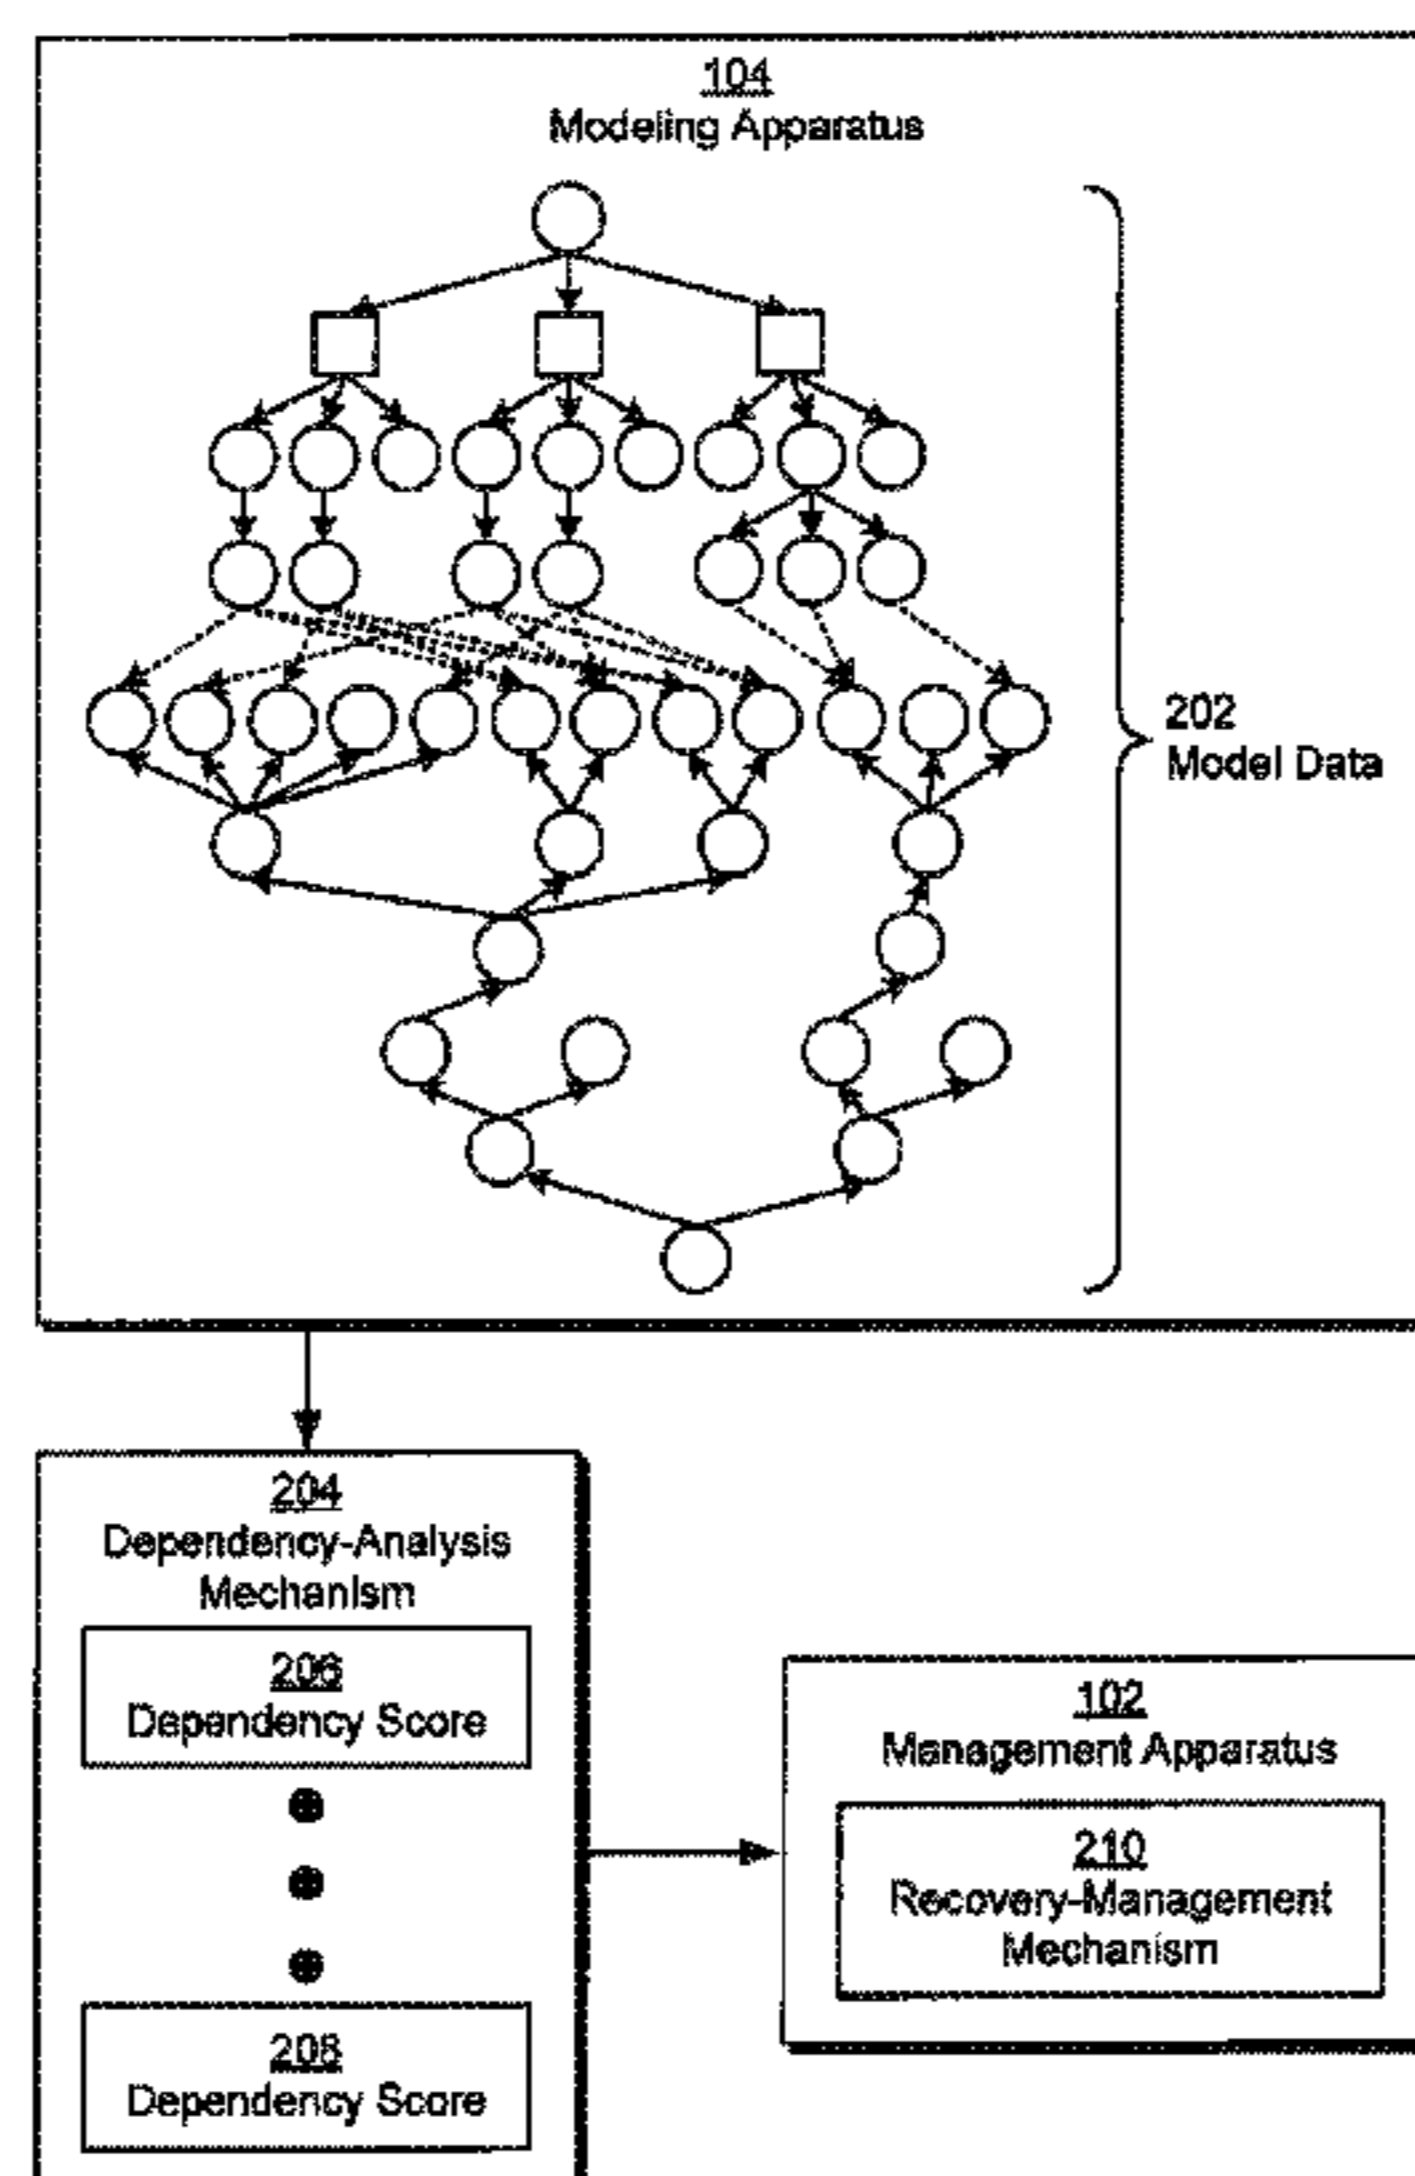 104
Modeling Apparatus
202
Model Data
204
Dependency-Analysis
Mechanism
206
Dependency Score
208
Dependency Score
102
Management Apparatus
210
Recovery-Management
Mechanism